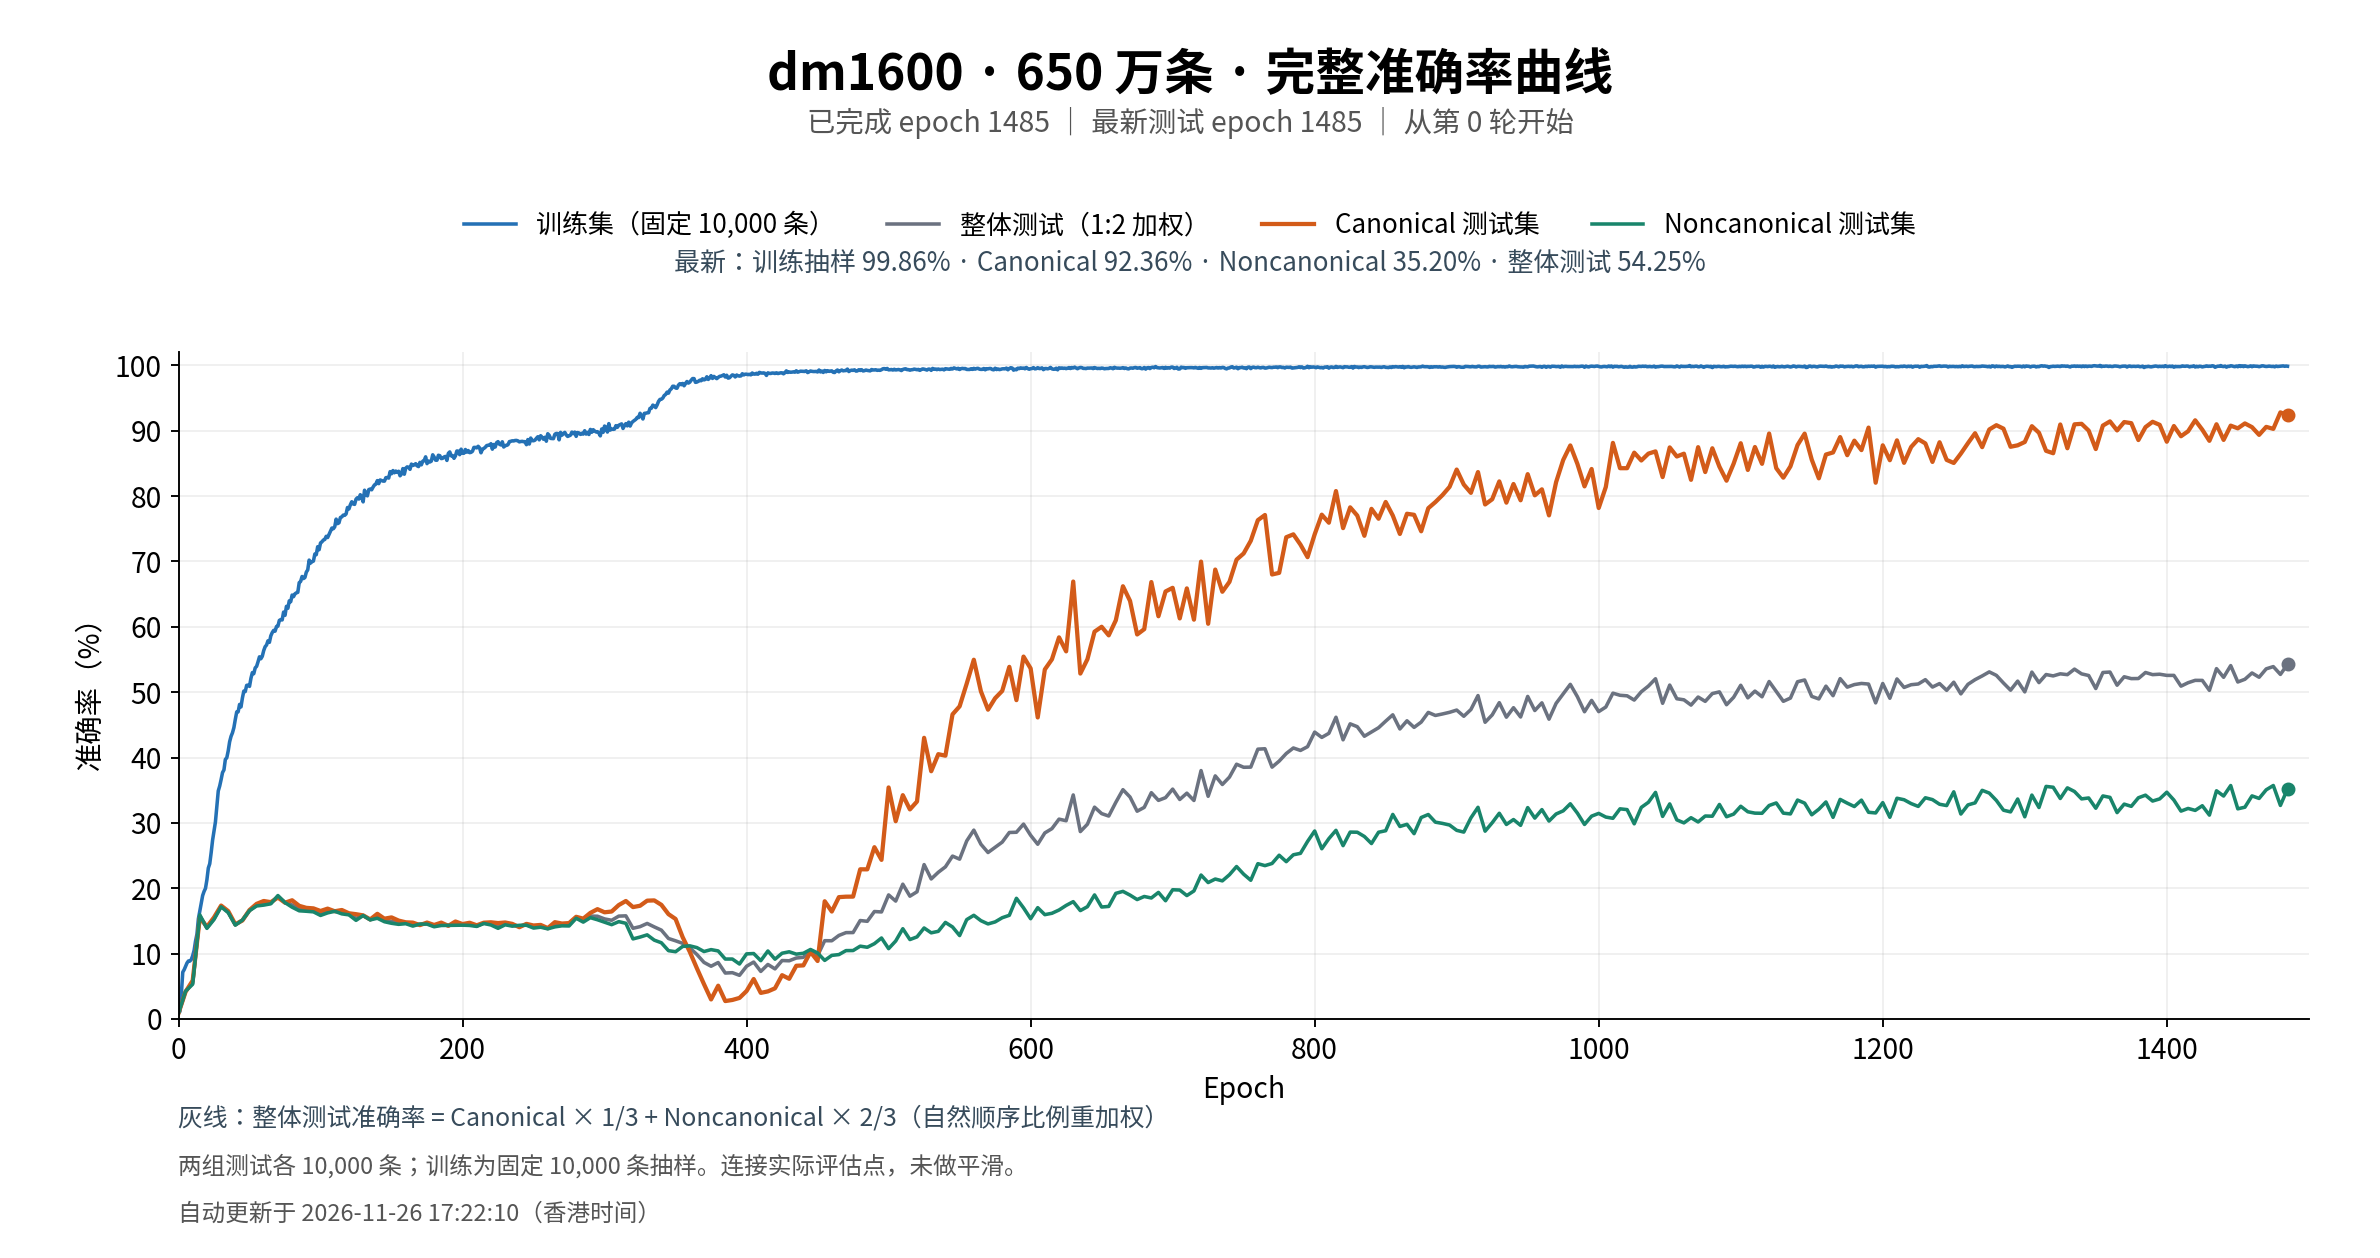 dm1600 · 650 万条 · 完整准确率曲线
已完成 epoch 1485 ｜ 最新测试 epoch 1485 ｜ 从第 0 轮开始
训练集（固定 10,000 条） 整体测试（1:2 加权） Canonical 测试集 Noncanonical 测试集
最新：训练抽样 99.86% · Canonical 92.36% · Noncanonical 35.20% · 整体测试 54.25%
准确率（%）
100
90
80
70
60
50
40
30
20
10
0
0 200 400 600 800 1000 1200 1400
Epoch
灰线：整体测试准确率 = Canonical × 1/3 + Noncanonical × 2/3（自然顺序比例重加权）
两组测试各 10,000 条；训练为固定 10,000 条抽样。连接实际评估点，未做平滑。
自动更新于 2026-11-26 17:22:10（香港时间）